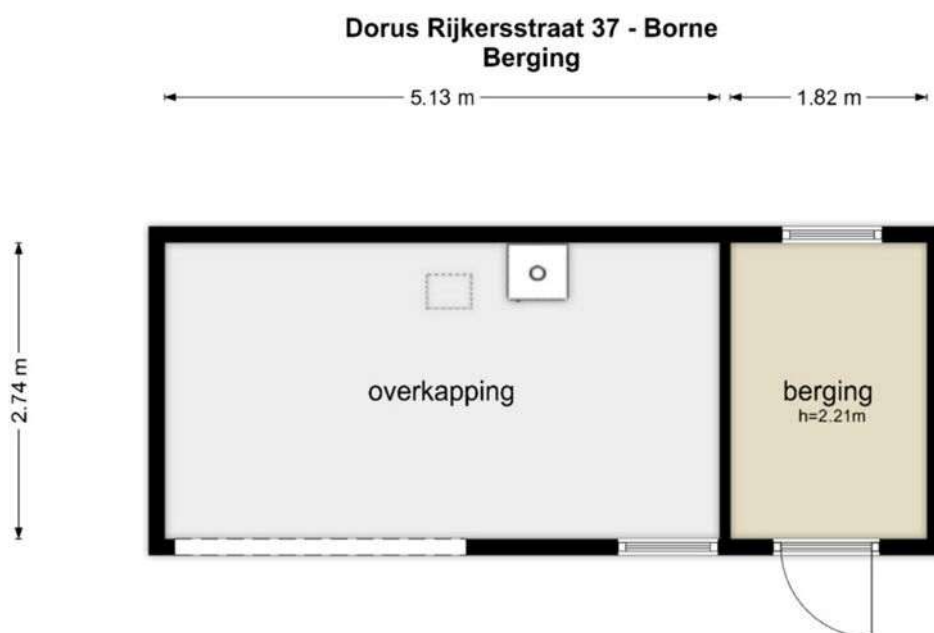 Dorus Rijkersstraat 37 - Borne
Berging
5.13 m
1.82 m
2.74 m
overkapping
berging
h=2.21m